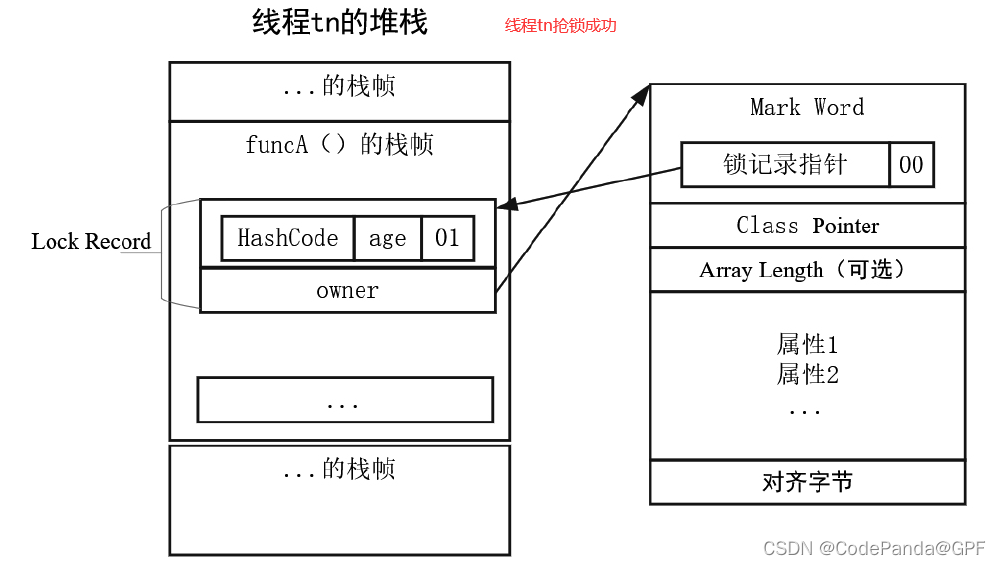 线程tn的堆栈
线程tn抢锁成功
...的栈帧
funcA（）的栈帧
Lock Record
HashCode
age
01
owner
...
...的栈帧
Mark Word
锁记录指针
00
Class Pointer
Array Length（可选）
属性1
属性2
...
对齐字节
CSDN @CodePanda@GPF